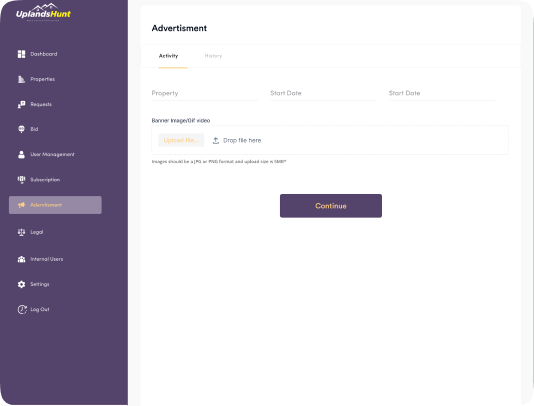 UplandsHunt
Dashboard
Properties
Requests
Bid
User Management
Subscription
Adverstisment
Legal
Internal Users
Settings
Log Out
Advertisment
Activity
History
Property
Start Date
Start Date
Banner Image/Gif video
Upload file...
Drop file here
Images should be a JPG or PNG format and upload size is 5MB*
Continue